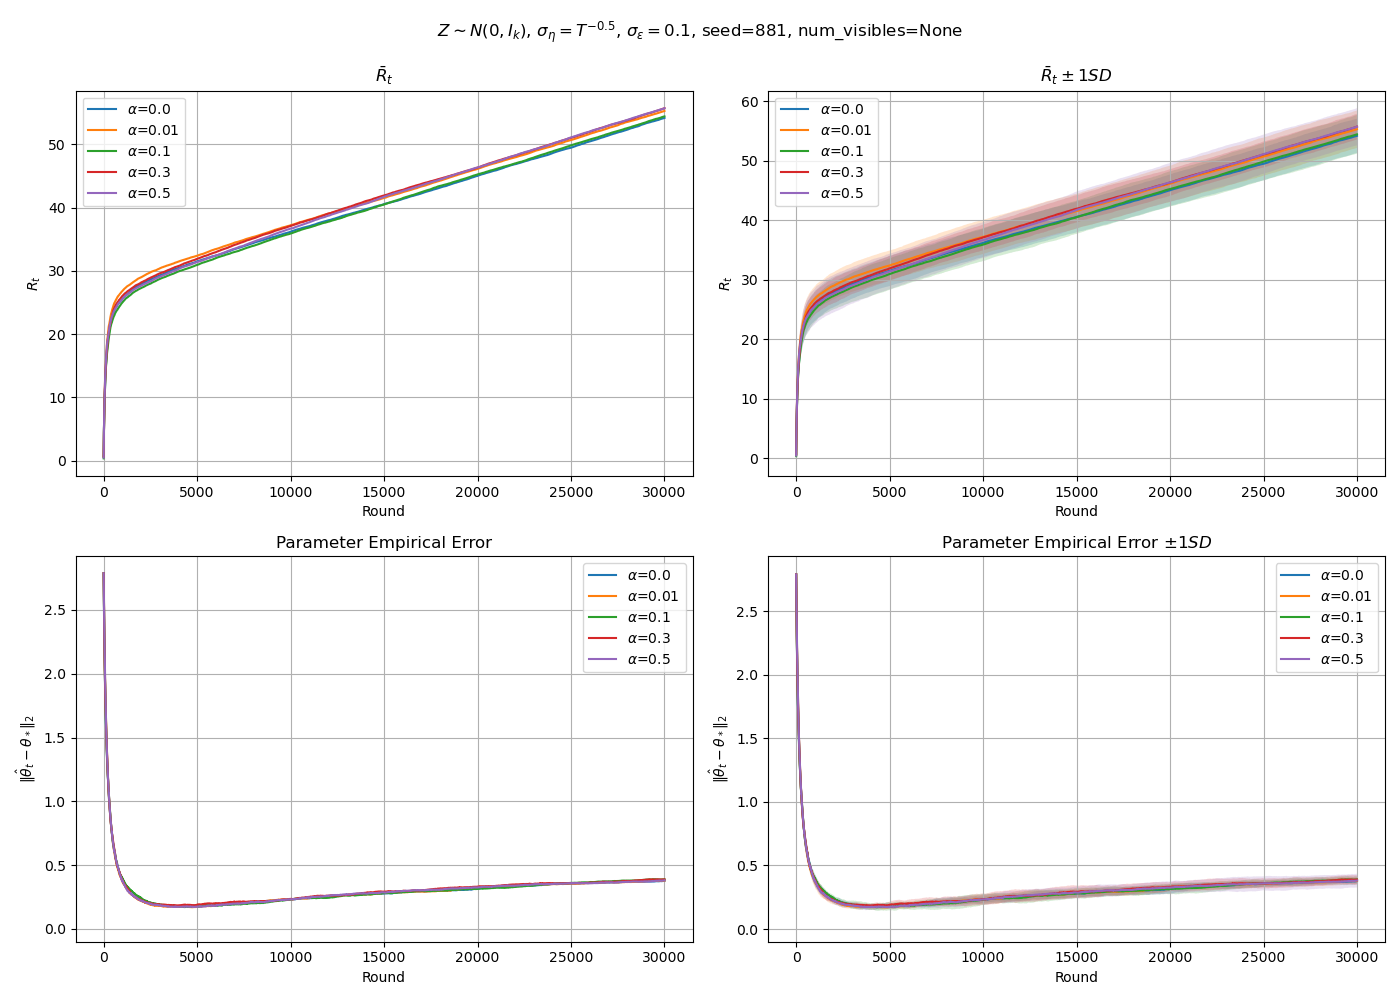 Z ∼ N(0, I_k), σ_η = T^{−0.5}, σ_ε = 0.1, seed=881, num_visibles=None
R̄_t
R̄_t ± 1SD
α=0.0
α=0.01
α=0.1
α=0.3
α=0.5
α=0.0
α=0.01
α=0.1
α=0.3
α=0.5
R_t
50
40
30
20
10
0
R_t
60
50
40
30
20
10
0
0 5000 10000 15000 20000 25000 30000
0 5000 10000 15000 20000 25000 30000
Round
Round
Parameter Empirical Error
Parameter Empirical Error ±1SD
α=0.0
α=0.01
α=0.1
α=0.3
α=0.5
α=0.0
α=0.01
α=0.1
α=0.3
α=0.5
‖θ̂_t − θ_*‖_2
2.5
2.0
1.5
1.0
0.5
0.0
‖θ̂_t − θ_*‖_2
2.5
2.0
1.5
1.0
0.5
0.0
0 5000 10000 15000 20000 25000 30000
0 5000 10000 15000 20000 25000 30000
Round
Round